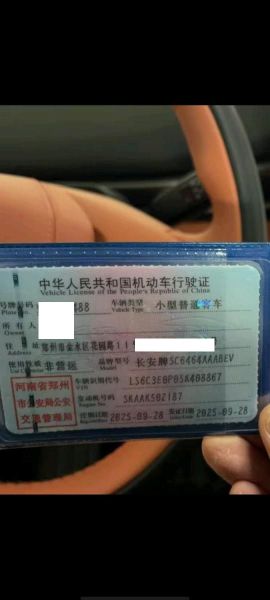 中华人民共和国机动车行驶证
Vehicle License of the People's Republic of China
号牌号码 488 车辆类型 小型普通客车
Plate No. Vehicle Type
所有人
Owner
住址 郑州市金水区花园路11
Address
使用性质 非营运 品牌型号 长安牌SC6464AAABEV
Use Character Model
河南省郑州 车辆识别代号 LS6C3E0P0SK408867
VIN
市公安局公安 发动机号码 SKAAK502187
Engine No.
交通管理局 注册日期 2025-09-28 发证日期 2025-09-28
Register Date Issue Date